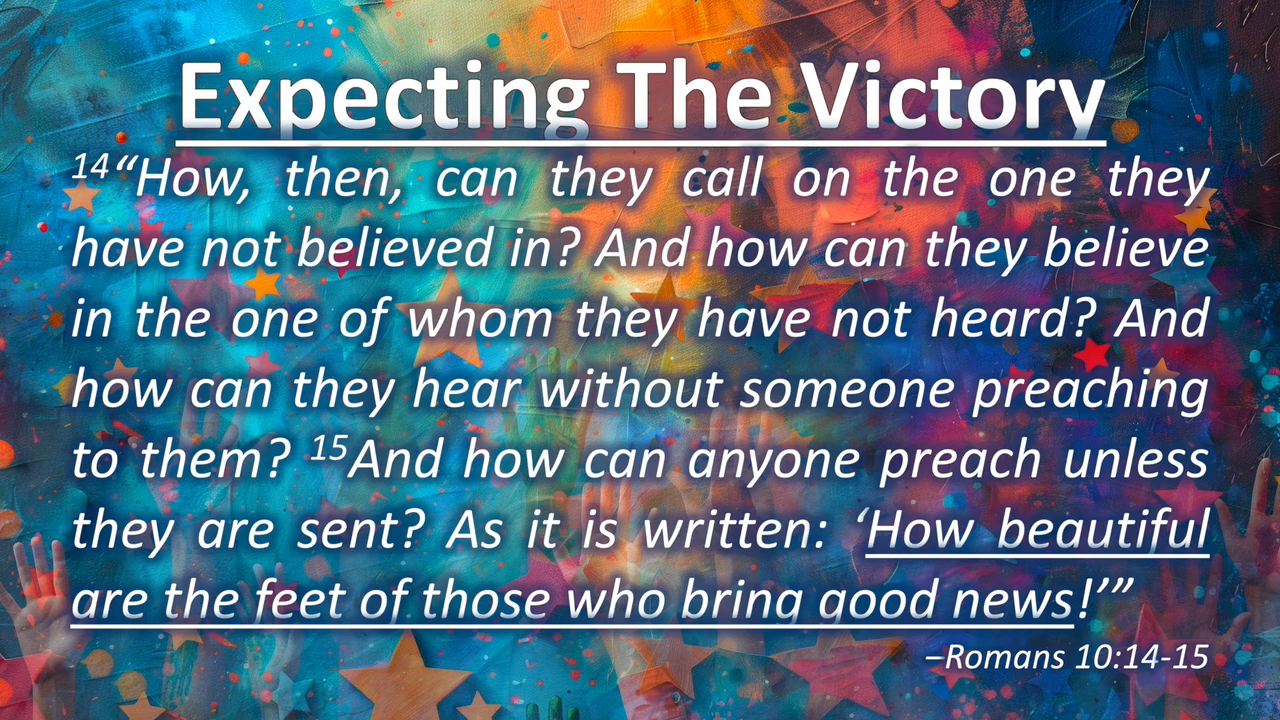 Expecting The Victory
14“How, then, can they call on the one they
have not believed in? And how can they believe
in the one of whom they have not heard? And
how can they hear without someone preaching
to them? 15And how can anyone preach unless
they are sent? As it is written: ‘How beautiful
are the feet of those who bring good news!’”
–Romans 10:14-15